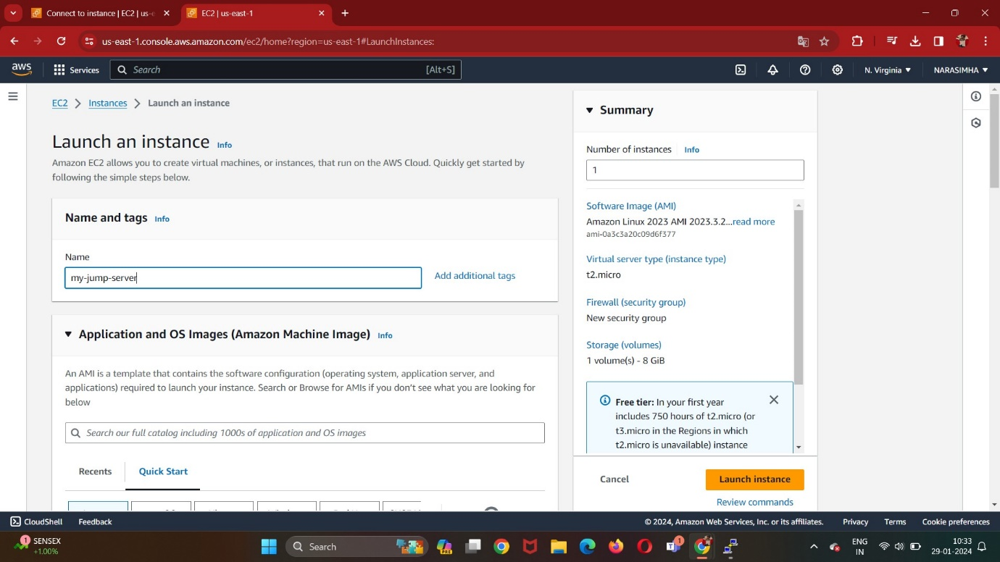 Connect to instance | EC2 | us-e
EC2 | us-east-1
us-east-1.console.aws.amazon.com/ec2/home?region=us-east-1#LaunchInstances:
aws
Services
Search
[Alt+S]
N. Virginia
NARASIMHA
EC2
Instances
Launch an instance
Launch an instance
Info
Amazon EC2 allows you to create virtual machines, or instances, that run on the AWS Cloud. Quickly get started by
following the simple steps below.
Name and tags
Info
Name
my-jump-server
Add additional tags
Application and OS Images (Amazon Machine Image)
Info
An AMI is a template that contains the software configuration (operating system, application server, and
applications) required to launch your instance. Search or Browse for AMIs if you don't see what you are looking for
below
Search our full catalog including 1000s of application and OS images
Recents
Quick Start
Summary
Number of instances
Info
1
Software Image (AMI)
Amazon Linux 2023 AMI 2023.3.2...read more
ami-0a3c3a20c09d6f377
Virtual server type (instance type)
t2.micro
Firewall (security group)
New security group
Storage (volumes)
1 volume(s) - 8 GiB
Free tier: In your first year
includes 750 hours of t2.micro (or
t3.micro in the Regions in which
t2.micro is unavailable) instance
Cancel
Launch instance
Review commands
CloudShell
Feedback
© 2024, Amazon Web Services, Inc. or its affiliates.
Privacy
Terms
Cookie preferences
1
SENSEX
+1.00%
Search
PRE
1
ENG
IN
10:33
29-01-2024